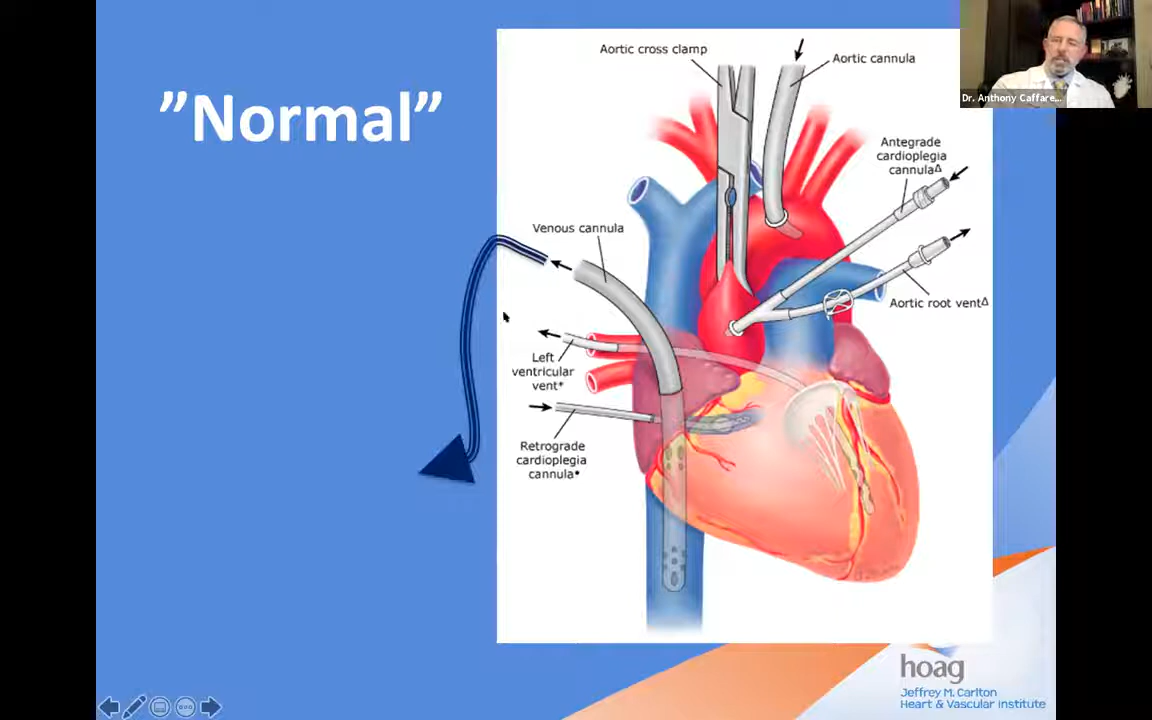 ”Normal”
Aortic cross clamp
Aortic cannula
Antegrade
cardioplegia
cannulaΔ
Venous cannula
Aortic root ventΔ
Left
ventricular
vent*
Retrograde
cardioplegia
cannula•
Dr. Anthony Caffare...
hoag
Jeffrey M. Carlton
Heart & Vascular Institute